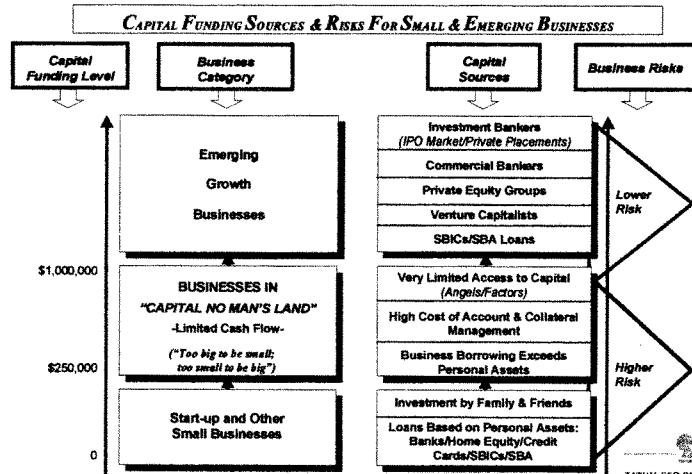 CAPITAL FUNDING SOURCES & RISKS FOR SMALL & EMERGING BUSINESSES
Capital
Funding Level
Business
Category
Capital
Sources
Business Risks
Emerging
Growth
Businesses
Investment Bankers
(IPO Market/Private Placements)
Commercial Bankers
Private Equity Groups
Venture Capitalists
SBICs/SBA Loans
Lower
Risk
$1,000,000
BUSINESSES IN
"CAPITAL NO MAN'S LAND"
-Limited Cash Flow-
("Too big to be small;
too small to be big")
Very Limited Access to Capital
(Angels/Factors)
High Cost of Account & Collateral
Management
Business Borrowing Exceeds
Personal Assets
Higher
Risk
$250,000
Start-up and Other
Small Businesses
Investment by Family & Friends
Loans Based on Personal Assets:
Banks/Home Equity/Credit
Cards/SBICs/SBA
0